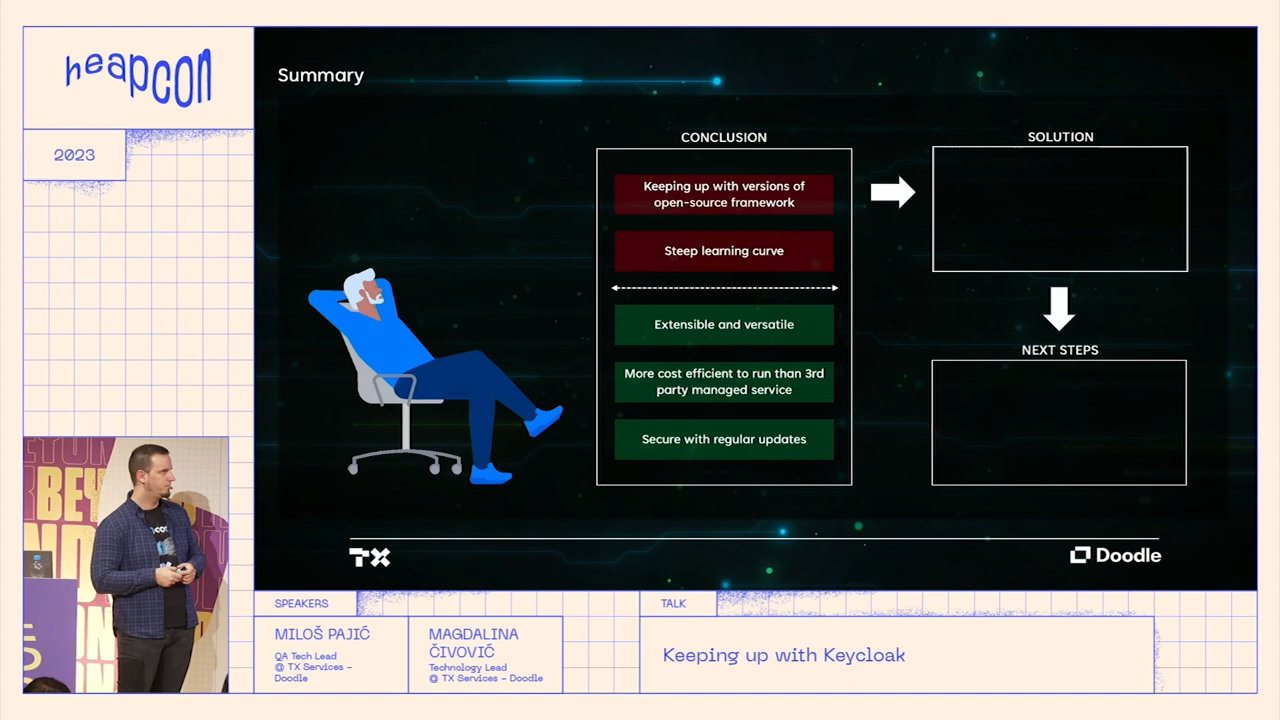 heapcon
2023
Summary
CONCLUSION
Keeping up with versions of
open-source framework
Steep learning curve
Extensible and versatile
More cost efficient to run than 3rd
party managed service
Secure with regular updates
SOLUTION
NEXT STEPS
TX
Doodle
SPEAKERS
MILOŠ PAJIĆ
QA Tech Lead
@ TX Services –
Doodle
MAGDALINA
ČIVOVIĆ
Technology Lead
@ TX Services – Doodle
TALK
Keeping up with Keycloak